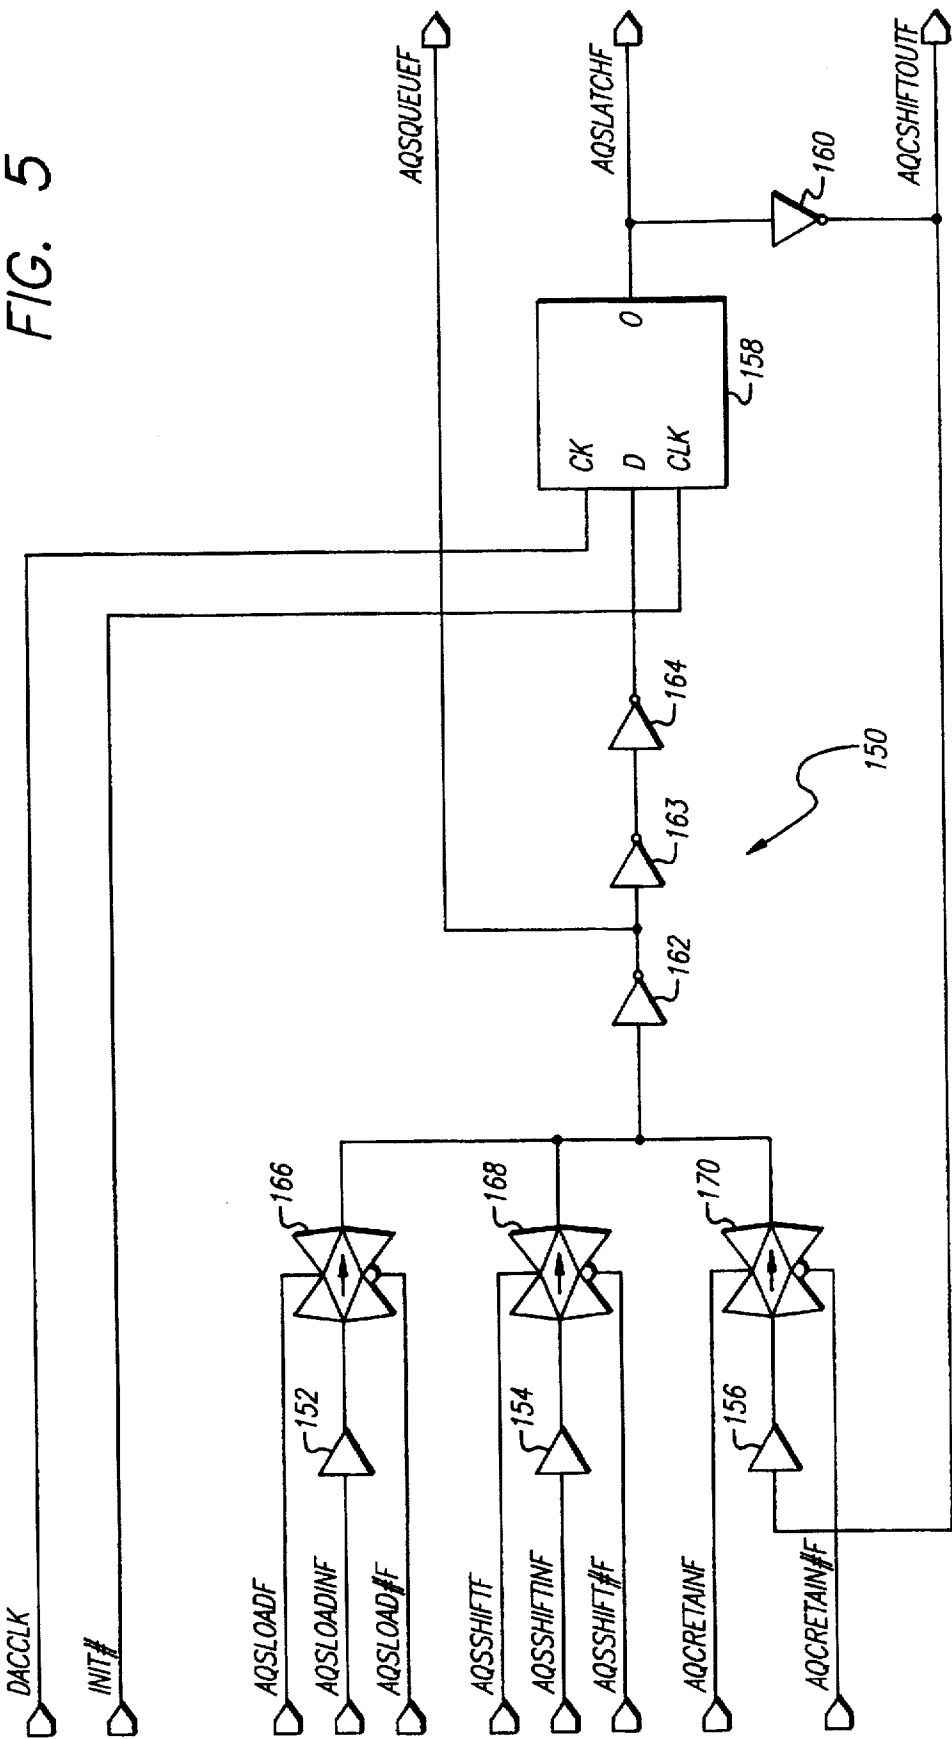 FIG. 5
DACCLK
INIT#
AQSLOADF
AQSLOADINF
AQSLOAD#F
AQSSHIFTF
AQSSHIFTINF
AQSSHIFT#F
AQCRETAINF
AQCRETAIN#F
152
154
156
166
168
170
162
163
164
150
CK
D
CLK
O
158
160
AQSQUEUEF
AQSLATCHF
AQCSHIFTOUTF